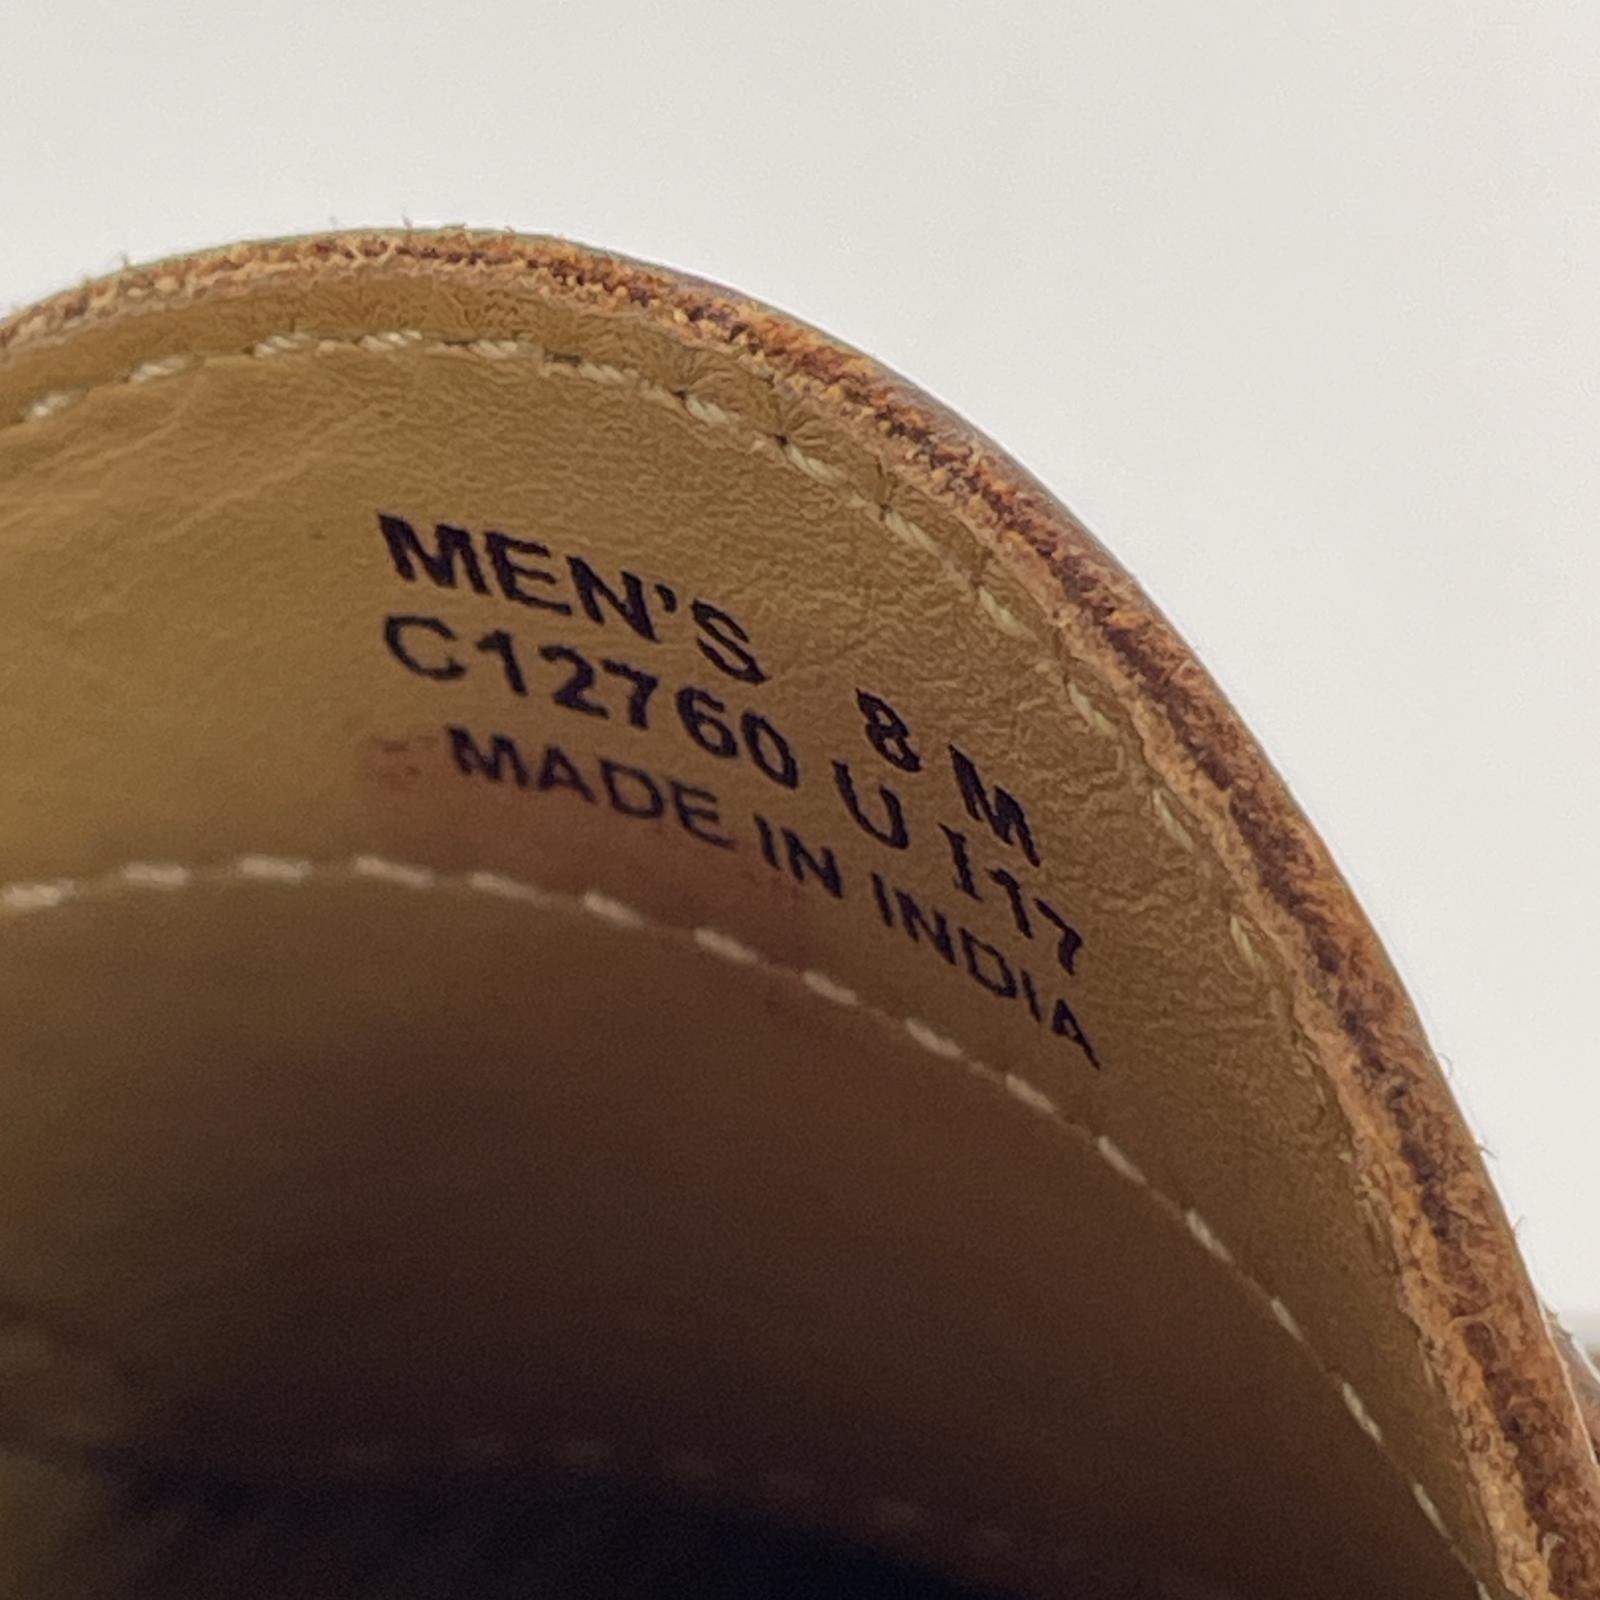 MEN'S 8 M
C12760 U I17
MADE IN INDIA